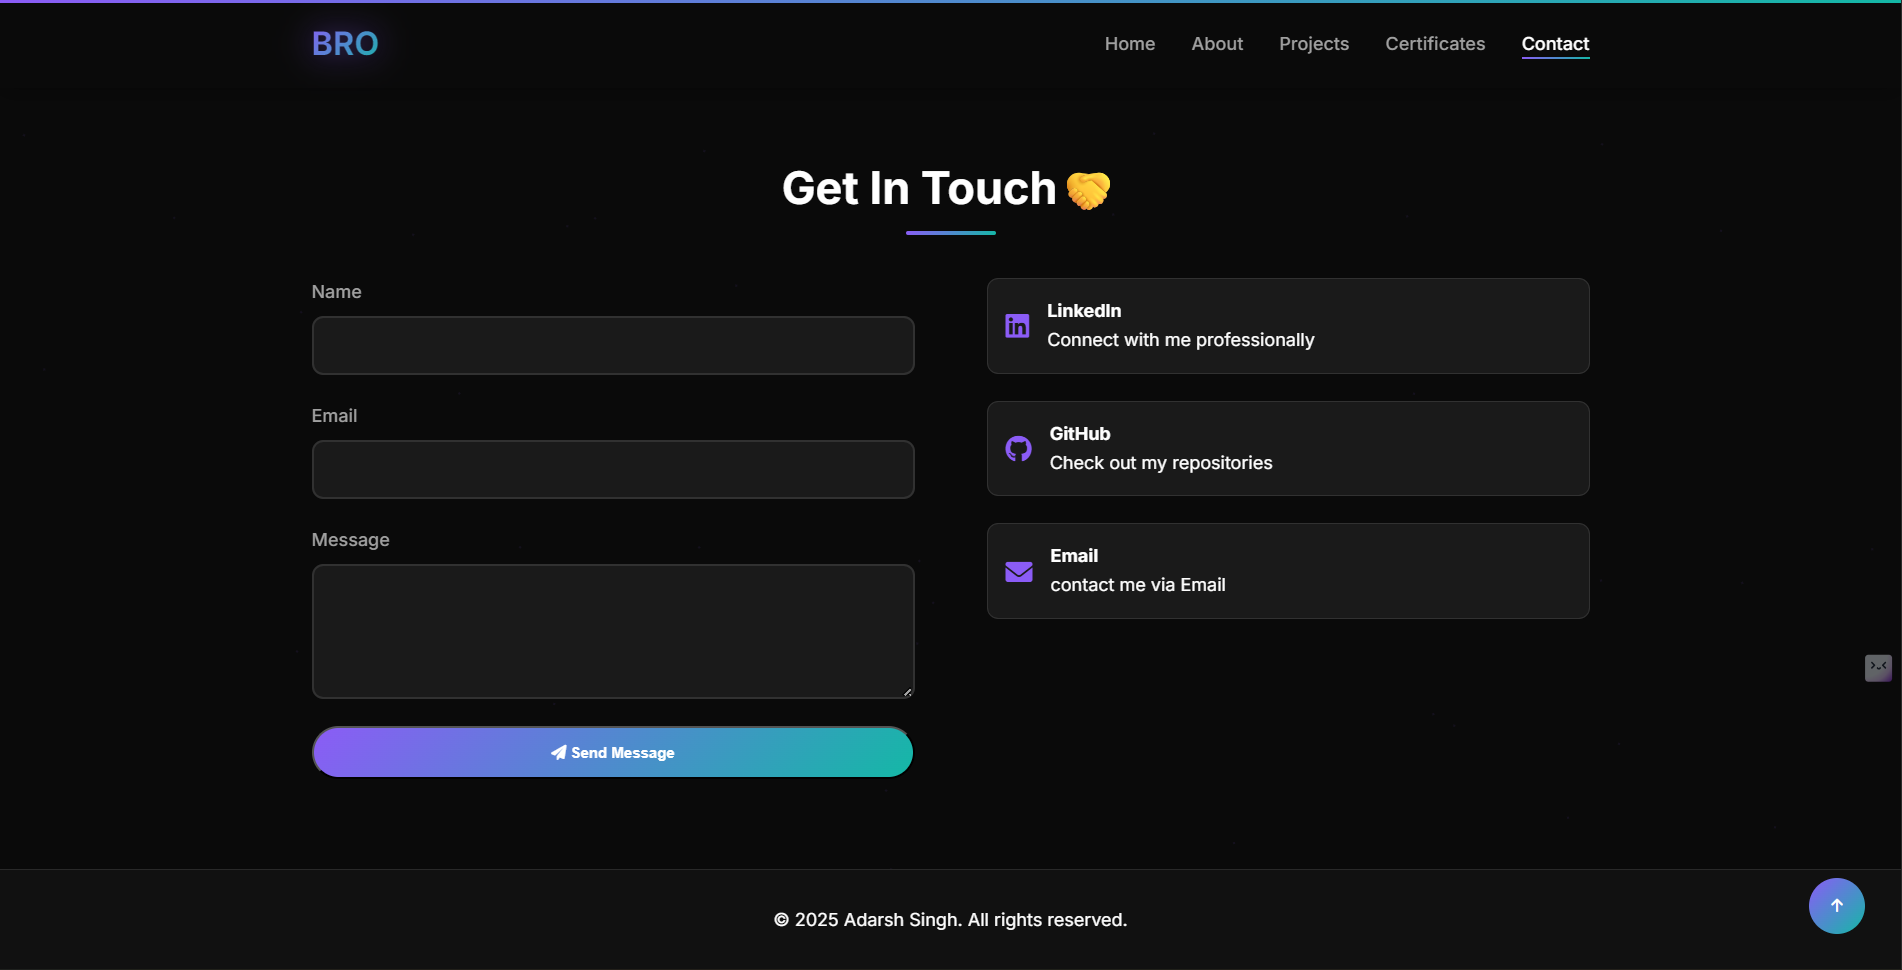 BRO
Home About Projects Certificates Contact
Get In Touch 🤝
Name
Email
Message
Send Message
LinkedIn
Connect with me professionally
GitHub
Check out my repositories
Email
contact me via Email
© 2025 Adarsh Singh. All rights reserved.